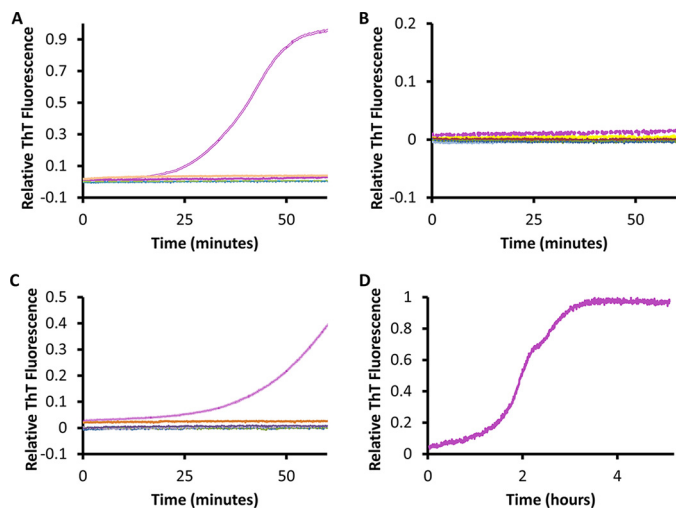 A
Relative ThT Fluorescence
0.9
0.7
0.5
0.3
0.1
-0.1
0
25
50
Time (minutes)
B
Relative ThT Fluorescence
0.2
0.1
0
-0.1
0
25
50
Time (minutes)
C
Relative ThT Fluorescence
0.5
0.4
0.3
0.2
0.1
0
-0.1
0
25
50
Time (minutes)
D
Relative ThT Fluorescence
1
0.8
0.6
0.4
0.2
0
0
2
4
Time (hours)